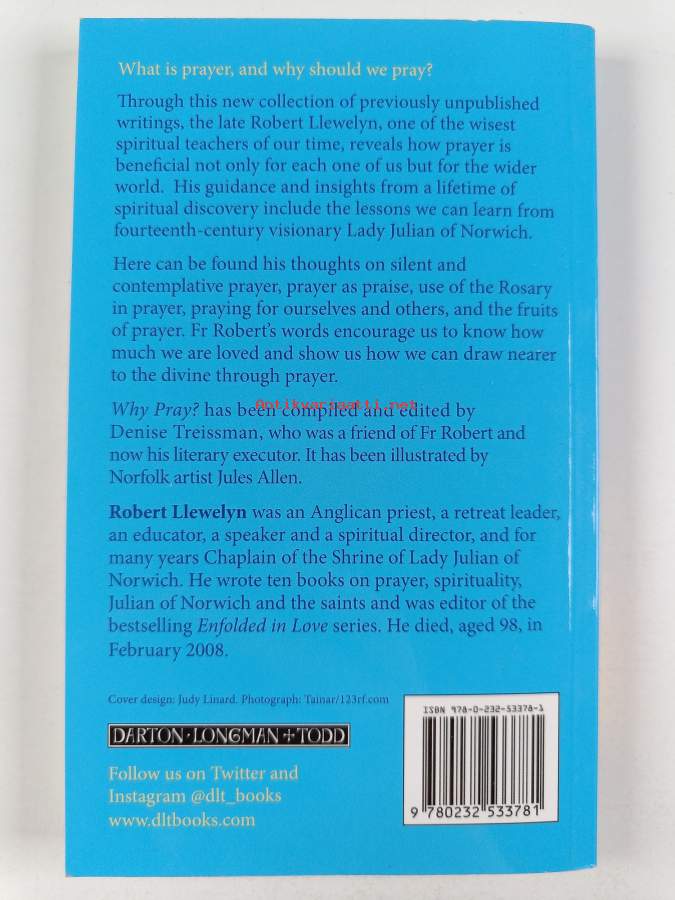 What is prayer, and why should we pray?
Through this new collection of previously unpublished
writings, the late Robert Llewelyn, one of the wisest
spiritual teachers of our time, reveals how prayer is
beneficial not only for each one of us but for the wider
world. His guidance and insights from a lifetime of
spiritual discovery include the lessons we can learn from
fourteenth-century visionary Lady Julian of Norwich.
Here can be found his thoughts on silent and
contemplative prayer, prayer as praise, use of the Rosary
in prayer, praying for ourselves and others, and the fruits
of prayer. Fr Robert's words encourage us to know how
much we are loved and show us how we can draw nearer
to the divine through prayer.
Antikvariaatti.net
Why Pray? has been compiled and edited by
Denise Treissman, who was a friend of Fr Robert and
now his literary executor. It has been illustrated by
Norfolk artist Jules Allen.
Robert Llewelyn was an Anglican priest, a retreat leader,
an educator, a speaker and a spiritual director, and for
many years Chaplain of the Shrine of Lady Julian of
Norwich. He wrote ten books on prayer, spirituality,
Julian of Norwich and the saints and was editor of the
bestselling Enfolded in Love series. He died, aged 98, in
February 2008.
Cover design: Judy Linard. Photograph: Tainar/123rf.com
DARTON·LONGMAN+TODD
Follow us on Twitter and
Instagram @dlt_books
www.dltbooks.com
ISBN 978-0-232-53378-1
9 780232 533781